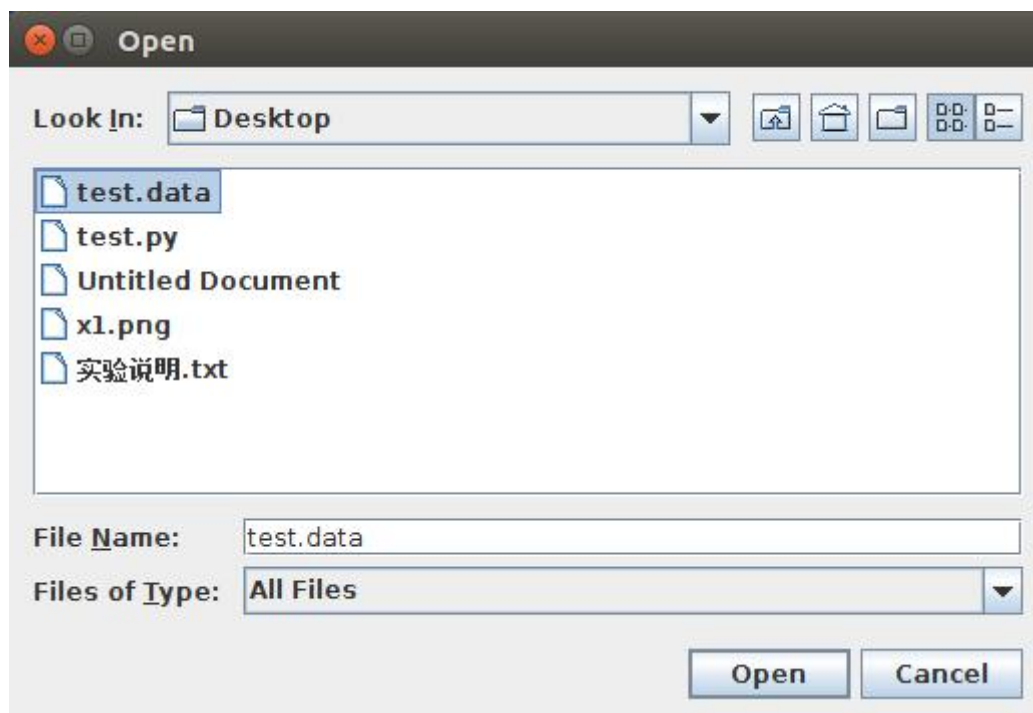 Open
Look In: Desktop
test.data
test.py
Untitled Document
x1.png
实验说明.txt
File Name: test.data
Files of Type: All Files
Open Cancel